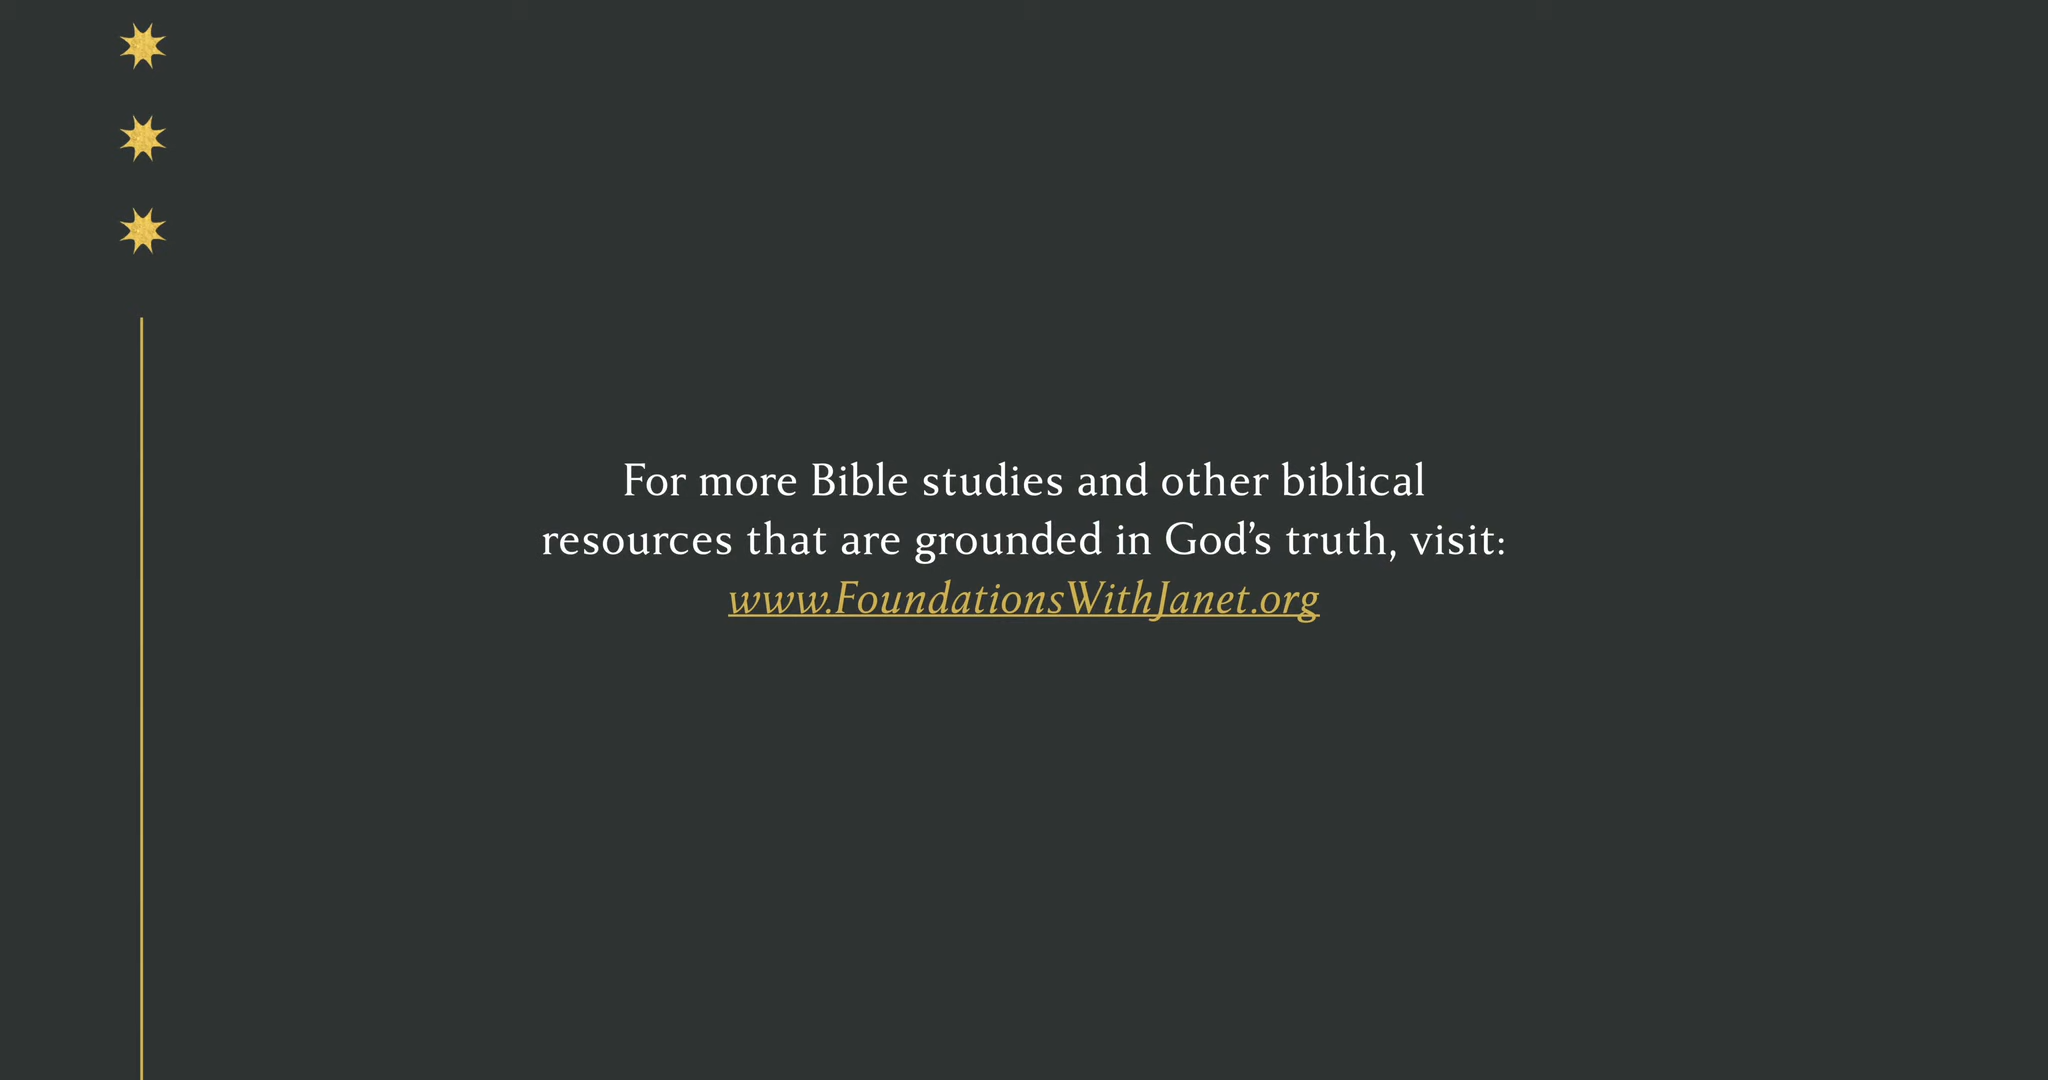 For more Bible studies and other biblical
resources that are grounded in God’s truth, visit:
www.FoundationsWithJanet.org